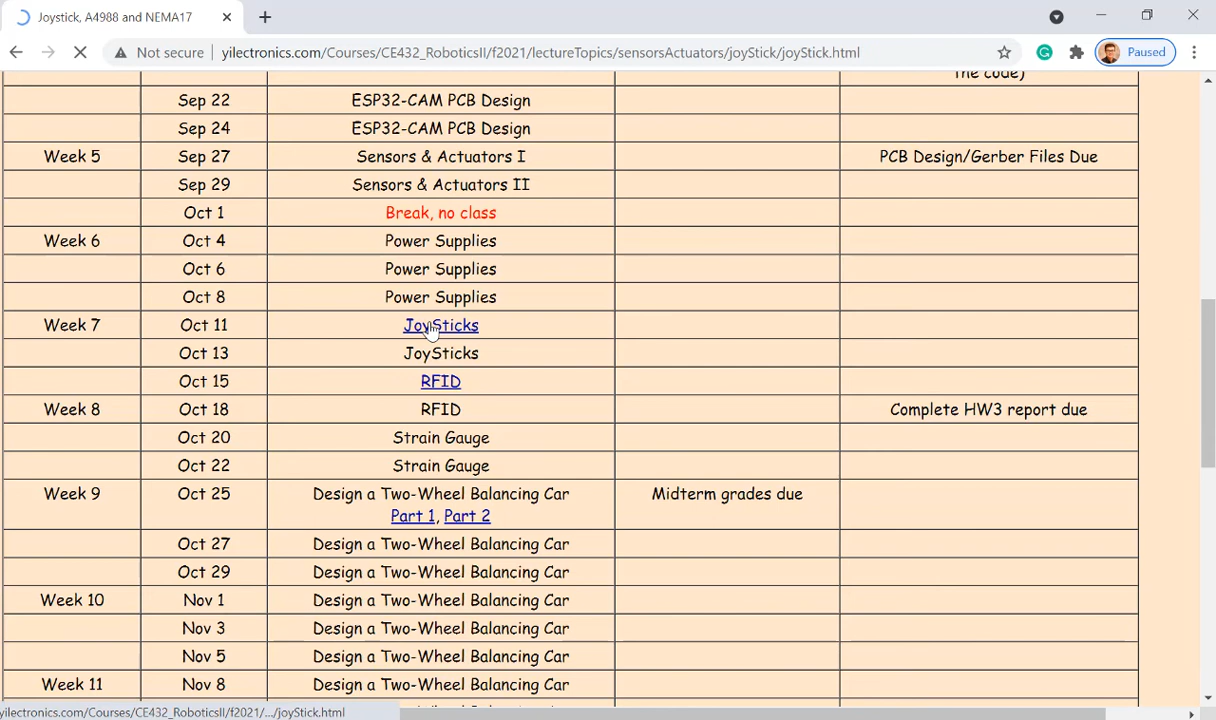 Joystick, A4988 and NEMA17
Not secure
yilectronics.com/Courses/CE432_RoboticsII/f2021/lectureTopics/sensorsActuators/joyStick/joyStick.html
Paused
the code)
Sep 22 ESP32-CAM PCB Design
Sep 24 ESP32-CAM PCB Design
Week 5 Sep 27 Sensors & Actuators I PCB Design/Gerber Files Due
Sep 29 Sensors & Actuators II
Oct 1 Break, no class
Week 6 Oct 4 Power Supplies
Oct 6 Power Supplies
Oct 8 Power Supplies
Week 7 Oct 11 JoySticks
Oct 13 JoySticks
Oct 15 RFID
Week 8 Oct 18 RFID Complete HW3 report due
Oct 20 Strain Gauge
Oct 22 Strain Gauge
Week 9 Oct 25 Design a Two-Wheel Balancing Car Midterm grades due
Part 1, Part 2
Oct 27 Design a Two-Wheel Balancing Car
Oct 29 Design a Two-Wheel Balancing Car
Week 10 Nov 1 Design a Two-Wheel Balancing Car
Nov 3 Design a Two-Wheel Balancing Car
Nov 5 Design a Two-Wheel Balancing Car
Week 11 Nov 8 Design a Two-Wheel Balancing Car
yilectronics.com/Courses/CE432_RoboticsII/f2021/.../joyStick.html